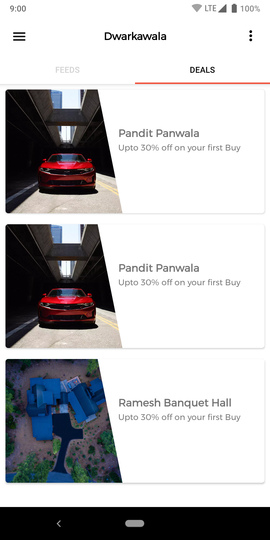 9:00 LTE 100%
Dwarkawala
FEEDS DEALS
Pandit Panwala
Upto 30% off on your first Buy
Pandit Panwala
Upto 30% off on your first Buy
Ramesh Banquet Hall
Upto 30% off on your first Buy